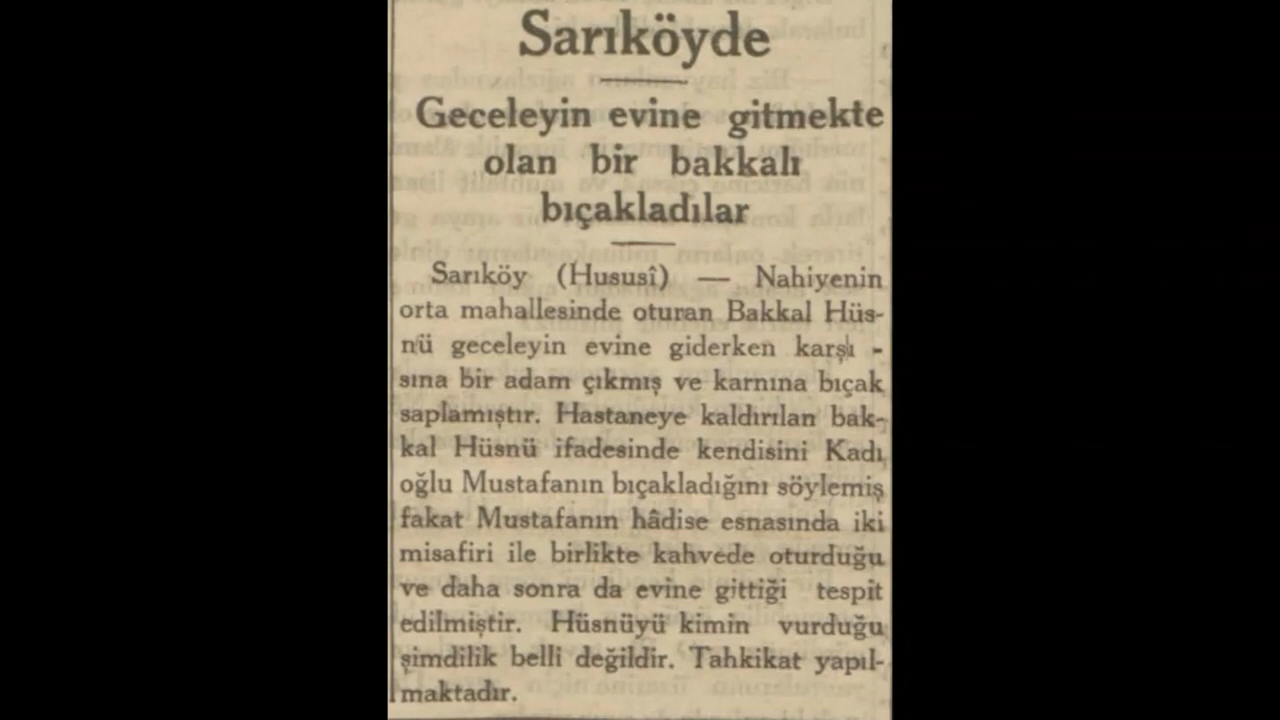 Sarıköyde
Geceleyin evine gitmekte
olan bir bakkalı
bıçakladılar
Sarıköy (Hususî) — Nahiyenin
orta mahallesinde oturan Bakkal Hüs-
nü geceleyin evine giderken karşı -
sına bir adam çıkmış ve karnına bıçak
saplamıştır. Hastaneye kaldırılan bak-
kal Hüsnü ifadesinde kendisini Kadı
oğlu Mustafanın bıçakladığını söylemiş
fakat Mustafanın hâdise esnasında iki
misafiri ile birlikte kahvede oturduğu
ve daha sonra da evine gittiği tespit
edilmiştir. Hüsnüyü kimin vurduğu
şimdilik belli değildir. Tahkikat yapıl-
maktadır.